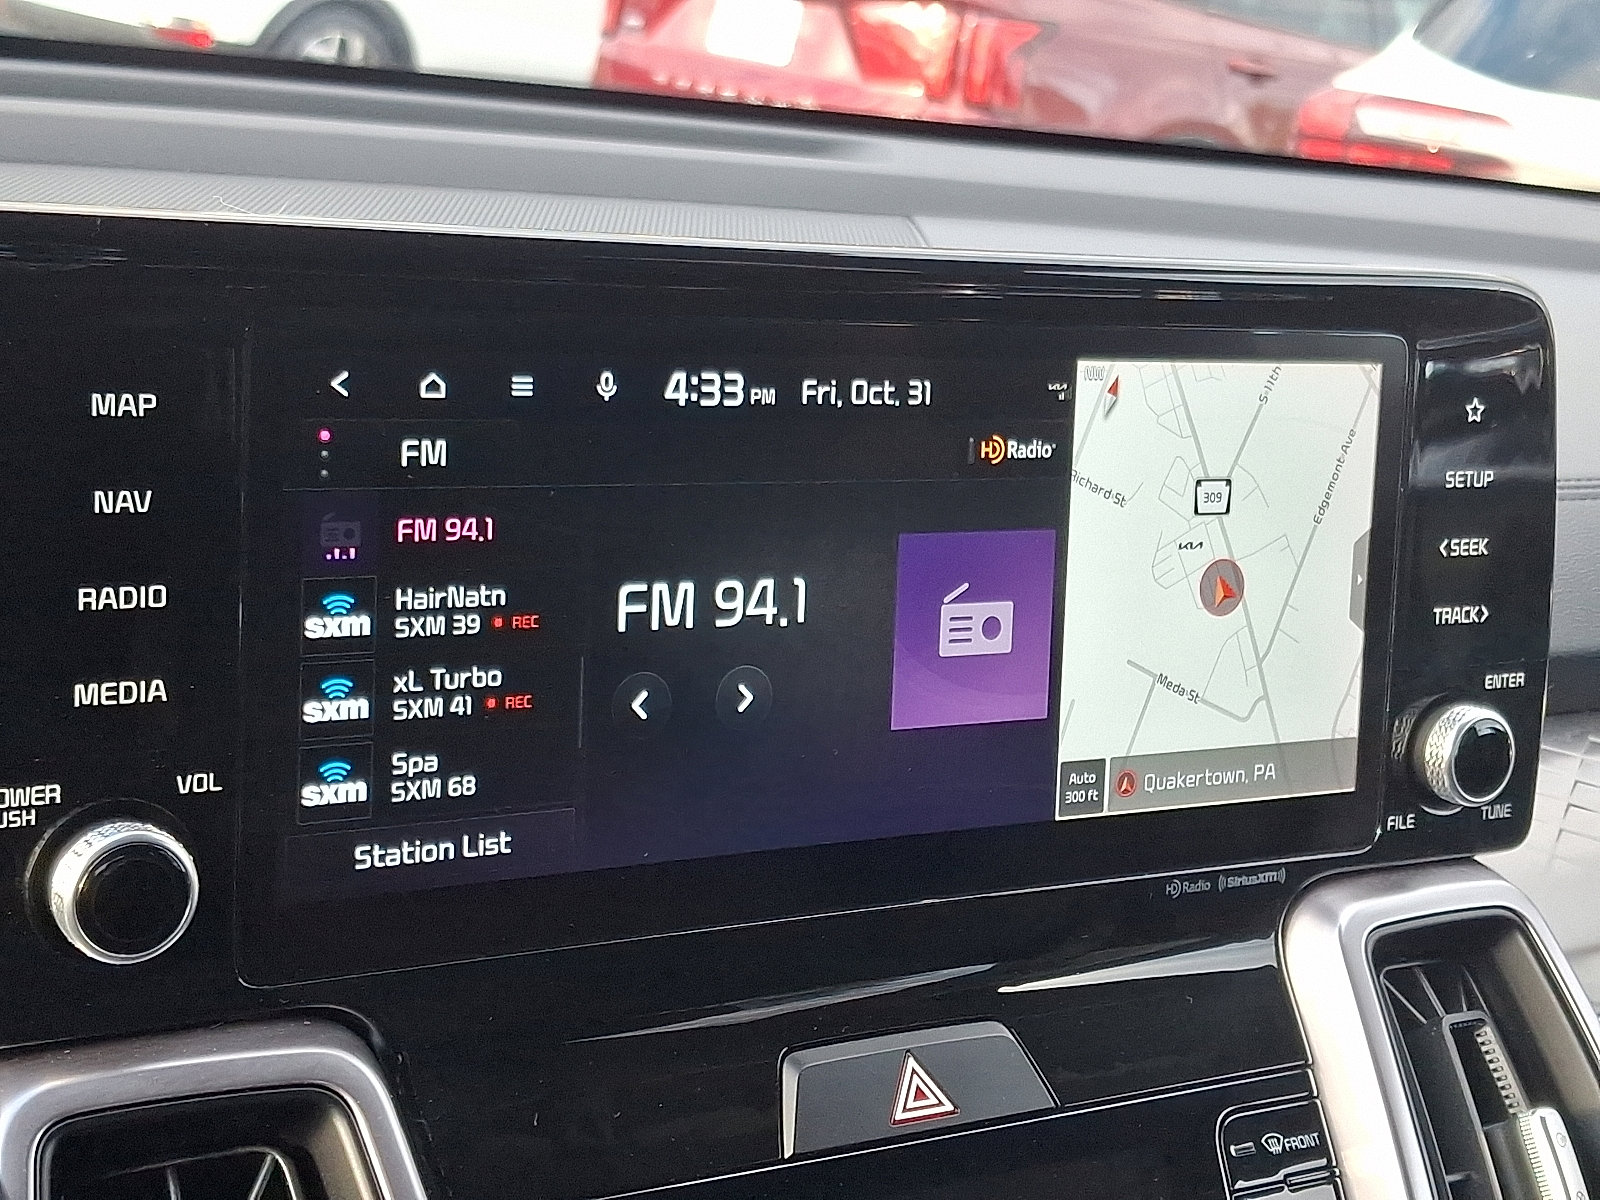 MAP
NAV
RADIO
MEDIA
VOL
OWER
USH
4:33 PM Fri, Oct. 31
FM
HD Radio
FM 94.1
HairNatn
sxm
SXM 39 REC
xL Turbo
sxm
SXM 41 REC
Spa
sxm
SXM 68
Station List
FM 94.1
NW
S 11th
Edgemont Ave
Richard St
309
KIA
Meda St
Auto
300 ft
Quakertown, PA
SETUP
<SEEK
TRACK>
ENTER
FILE
TUNE
HD Radio ((SiriusXM))
FRONT